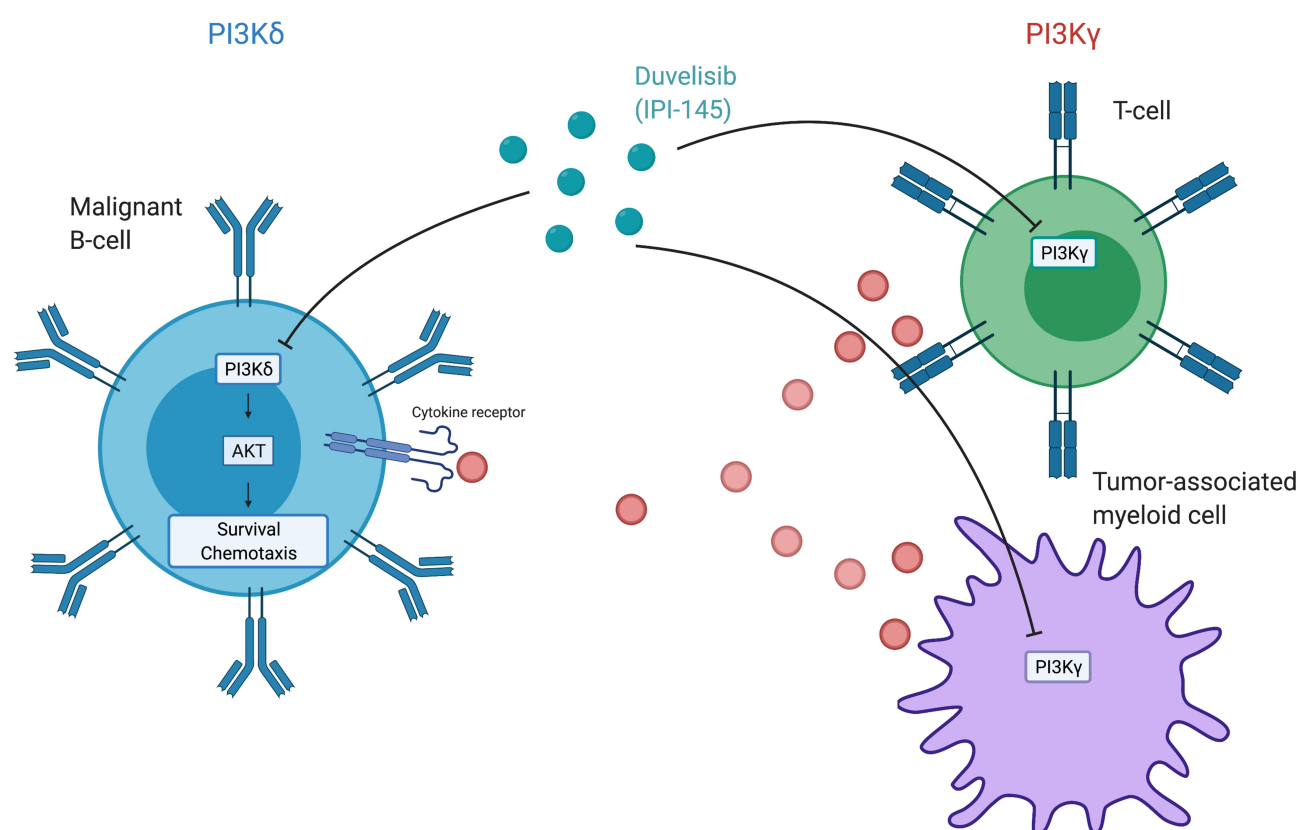 PI3Kδ
PI3Kγ
Duvelisib
(IPI-145)
T-cell
Malignant
B-cell
PI3Kγ
PI3Kδ
Cytokine receptor
AKT
Survival
Chemotaxis
Tumor-associated
myeloid cell
PI3Kγ